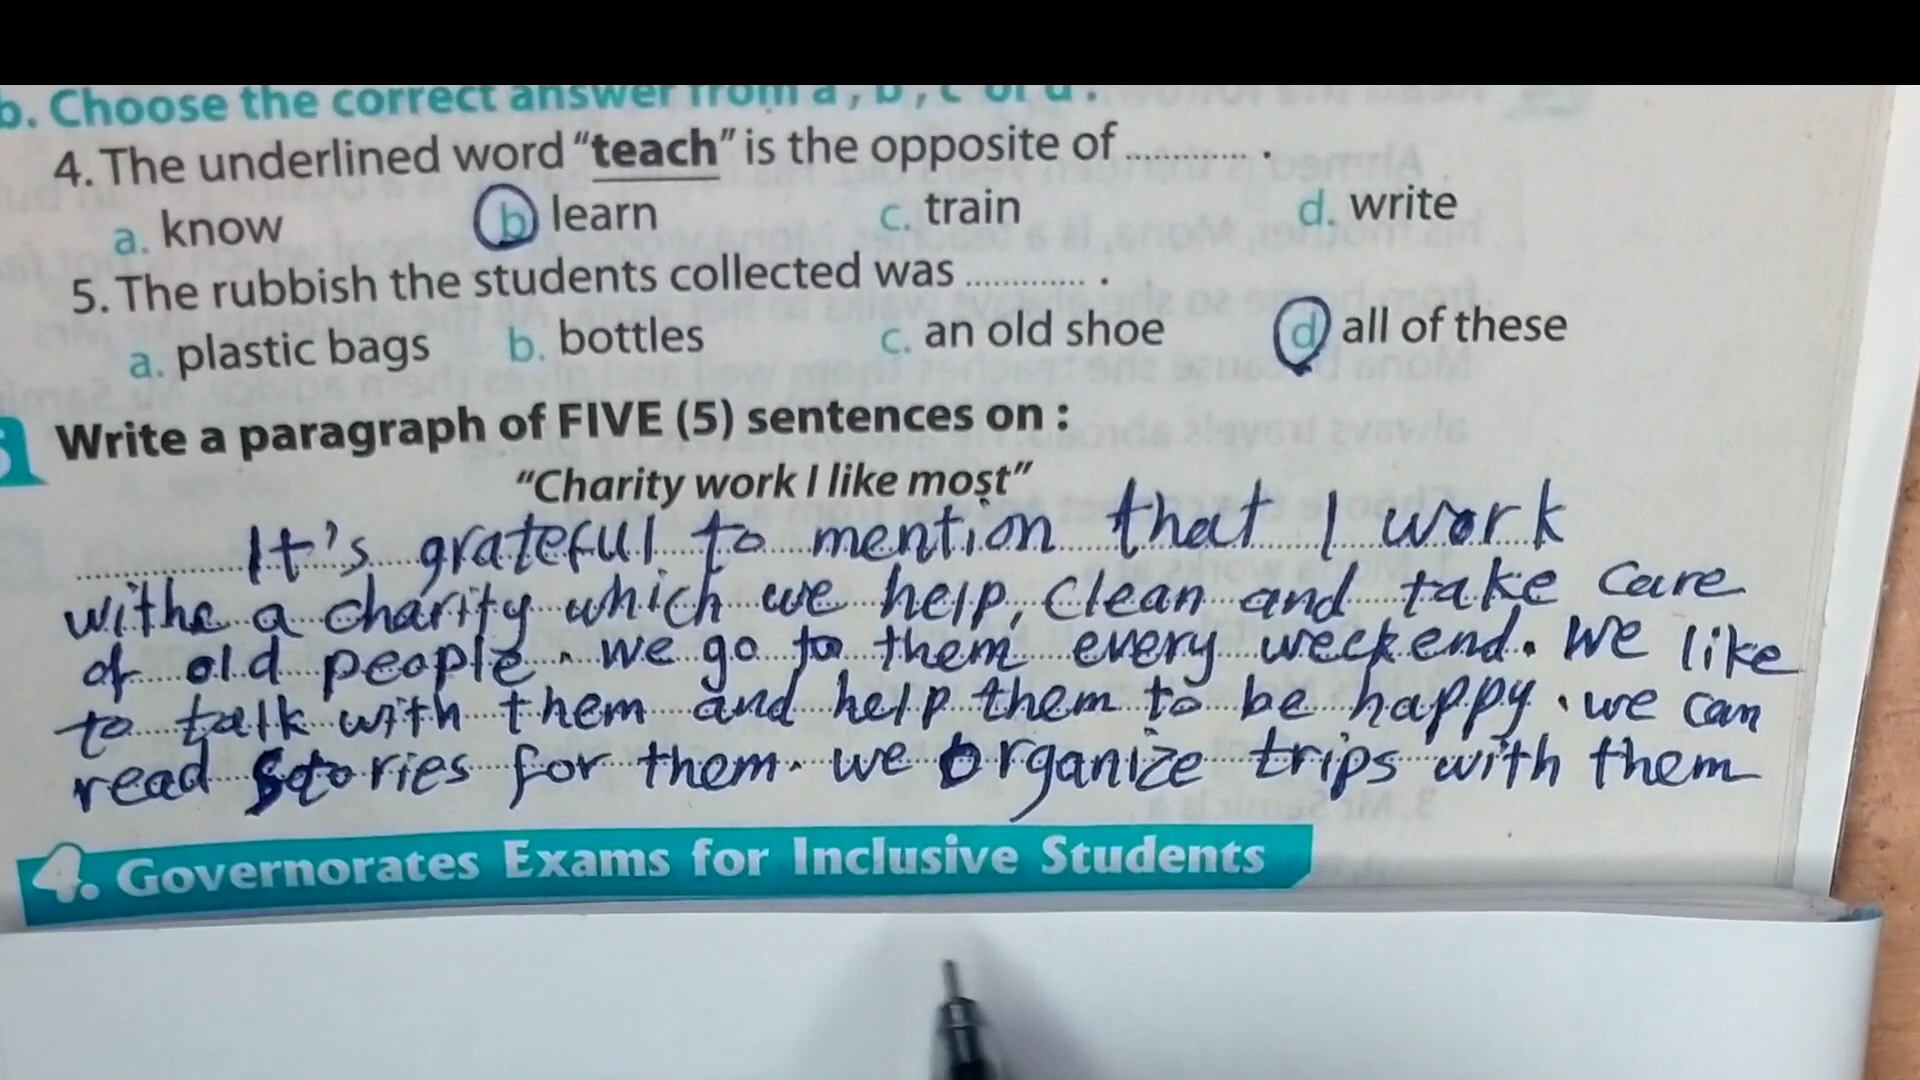 b. Choose the correct answer from a, b, c or d :
4. The underlined word "teach" is the opposite of ............ .
a. know b learn c. train d. write
5. The rubbish the students collected was ............ .
a. plastic bags b. bottles c. an old shoe d all of these
Write a paragraph of FIVE (5) sentences on :
"Charity work I like most"
It's grateful to mention that I work
withe a charity which we help, clean and take care
of old people. we go to them every weekend. We like
to talk with them and help them to be happy. we can
read stories for them. we organize trips with them
4. Governorates Exams for Inclusive Students